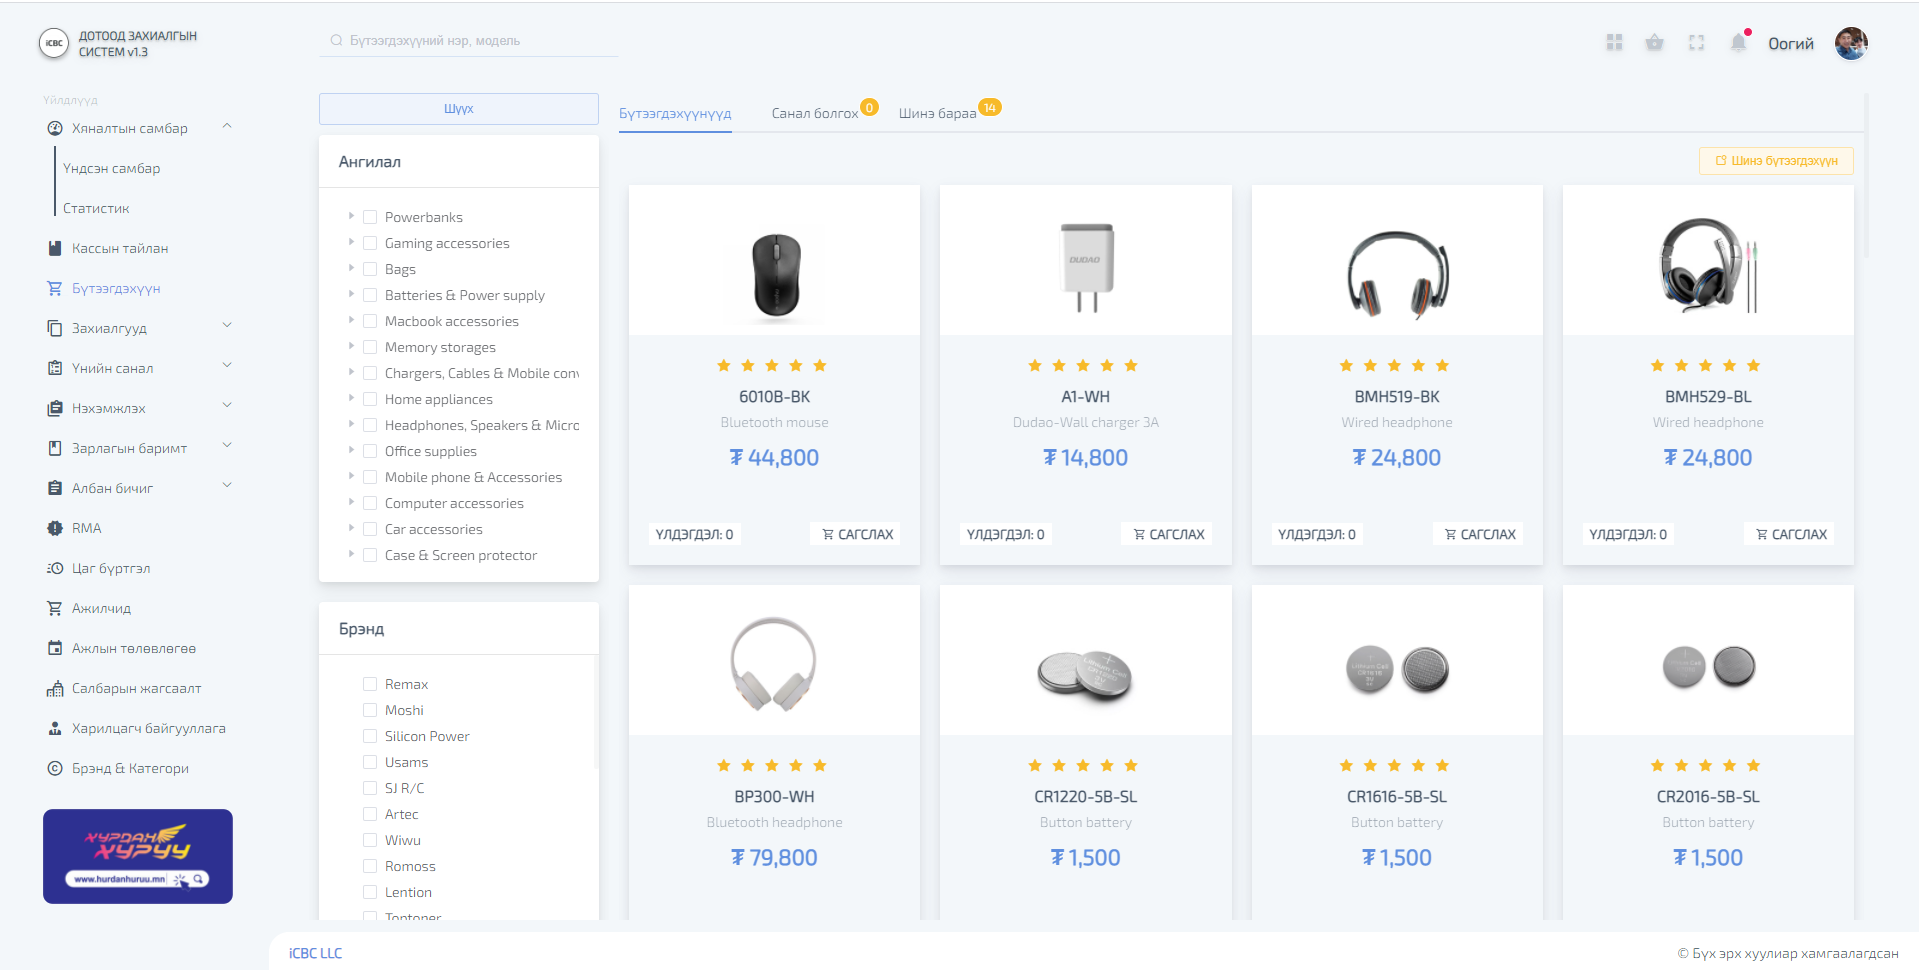 iCBC
ДОТООД ЗАХИАЛГЫН
СИСТЕМ v1.3
Бүтээгдэхүүний нэр, модель
Оогий
Үйлдлүүд
Хяналтын самбар
Үндсэн самбар
Статистик
Кассын тайлан
Бүтээгдэхүүн
Захиалгууд
Үнийн санал
Нэхэмжлэх
Зарлагын баримт
Албан бичиг
RMA
Цаг бүртгэл
Ажилчид
Ажлын төлөвлөгөө
Салбарын жагсаалт
Харилцагч байгууллага
Брэнд & Категори
ХУРДАН
ХУРУУ
www.hurdanhuruu.mn
Шүүх
Ангилал
Powerbanks
Gaming accessories
Bags
Batteries & Power supply
Macbook accessories
Memory storages
Chargers, Cables & Mobile conv
Home appliances
Headphones, Speakers & Micro
Office supplies
Mobile phone & Accessories
Computer accessories
Car accessories
Case & Screen protector
Брэнд
Remax
Moshi
Silicon Power
Usams
SJ R/C
Artec
Wiwu
Romoss
Lention
Toptoner
Бүтээгдэхүүнүүд
Санал болгох 0
Шинэ бараа 14
Шинэ бүтээгдэхүүн
6010B-BK
Bluetooth mouse
₮ 44,800
ҮЛДЭГДЭЛ: 0
САГСЛАХ
DUDAO
A1-WH
Dudao-Wall charger 3A
₮ 14,800
ҮЛДЭГДЭЛ: 0
САГСЛАХ
BMH519-BK
Wired headphone
₮ 24,800
ҮЛДЭГДЭЛ: 0
САГСЛАХ
BMH529-BL
Wired headphone
₮ 24,800
ҮЛДЭГДЭЛ: 0
САГСЛАХ
BP300-WH
Bluetooth headphone
₮ 79,800
CR1220-5B-SL
Button battery
₮ 1,500
CR1616-5B-SL
Button battery
₮ 1,500
CR2016-5B-SL
Button battery
₮ 1,500
iCBC LLC
© Бүх эрх хуулиар хамгаалагдсан